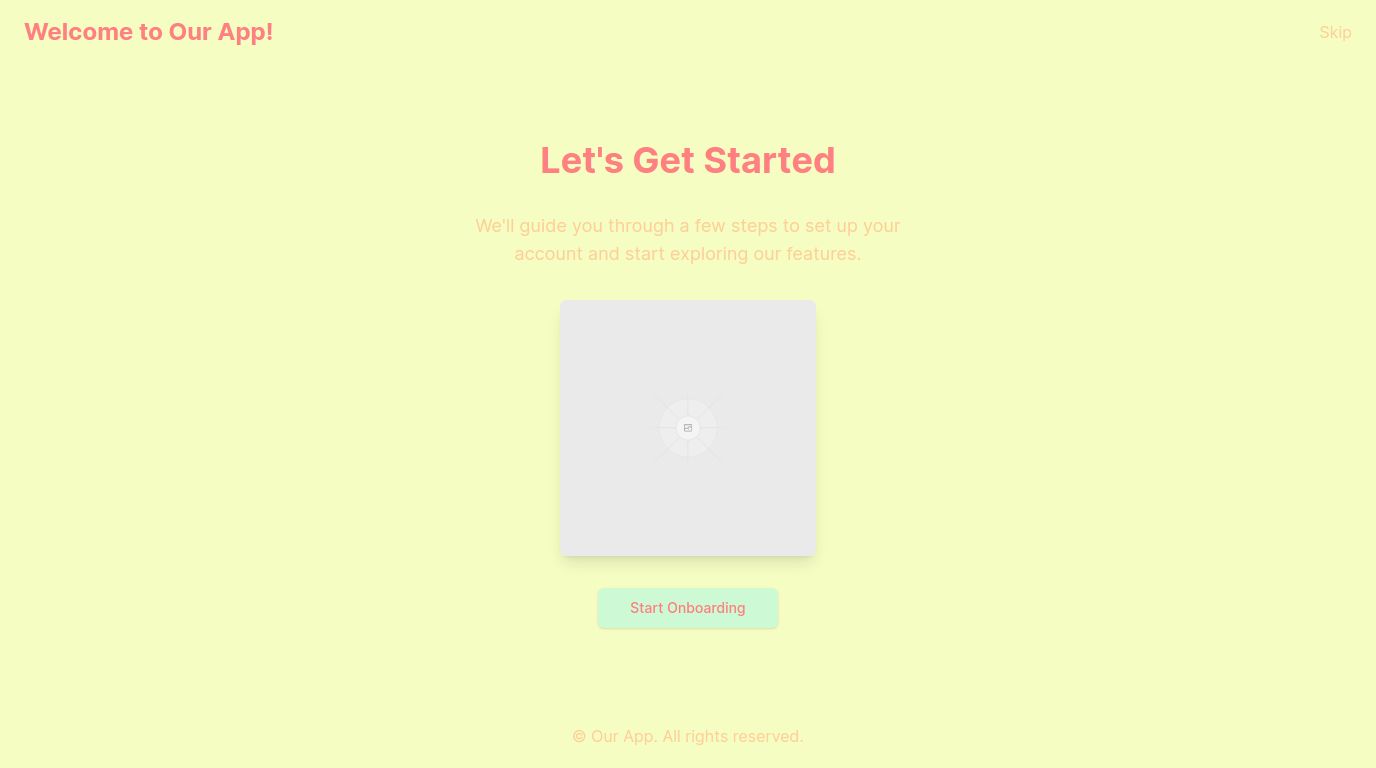 Welcome to Our App!
Skip
Let's Get Started
We'll guide you through a few steps to set up your
account and start exploring our features.
Start Onboarding
© Our App. All rights reserved.